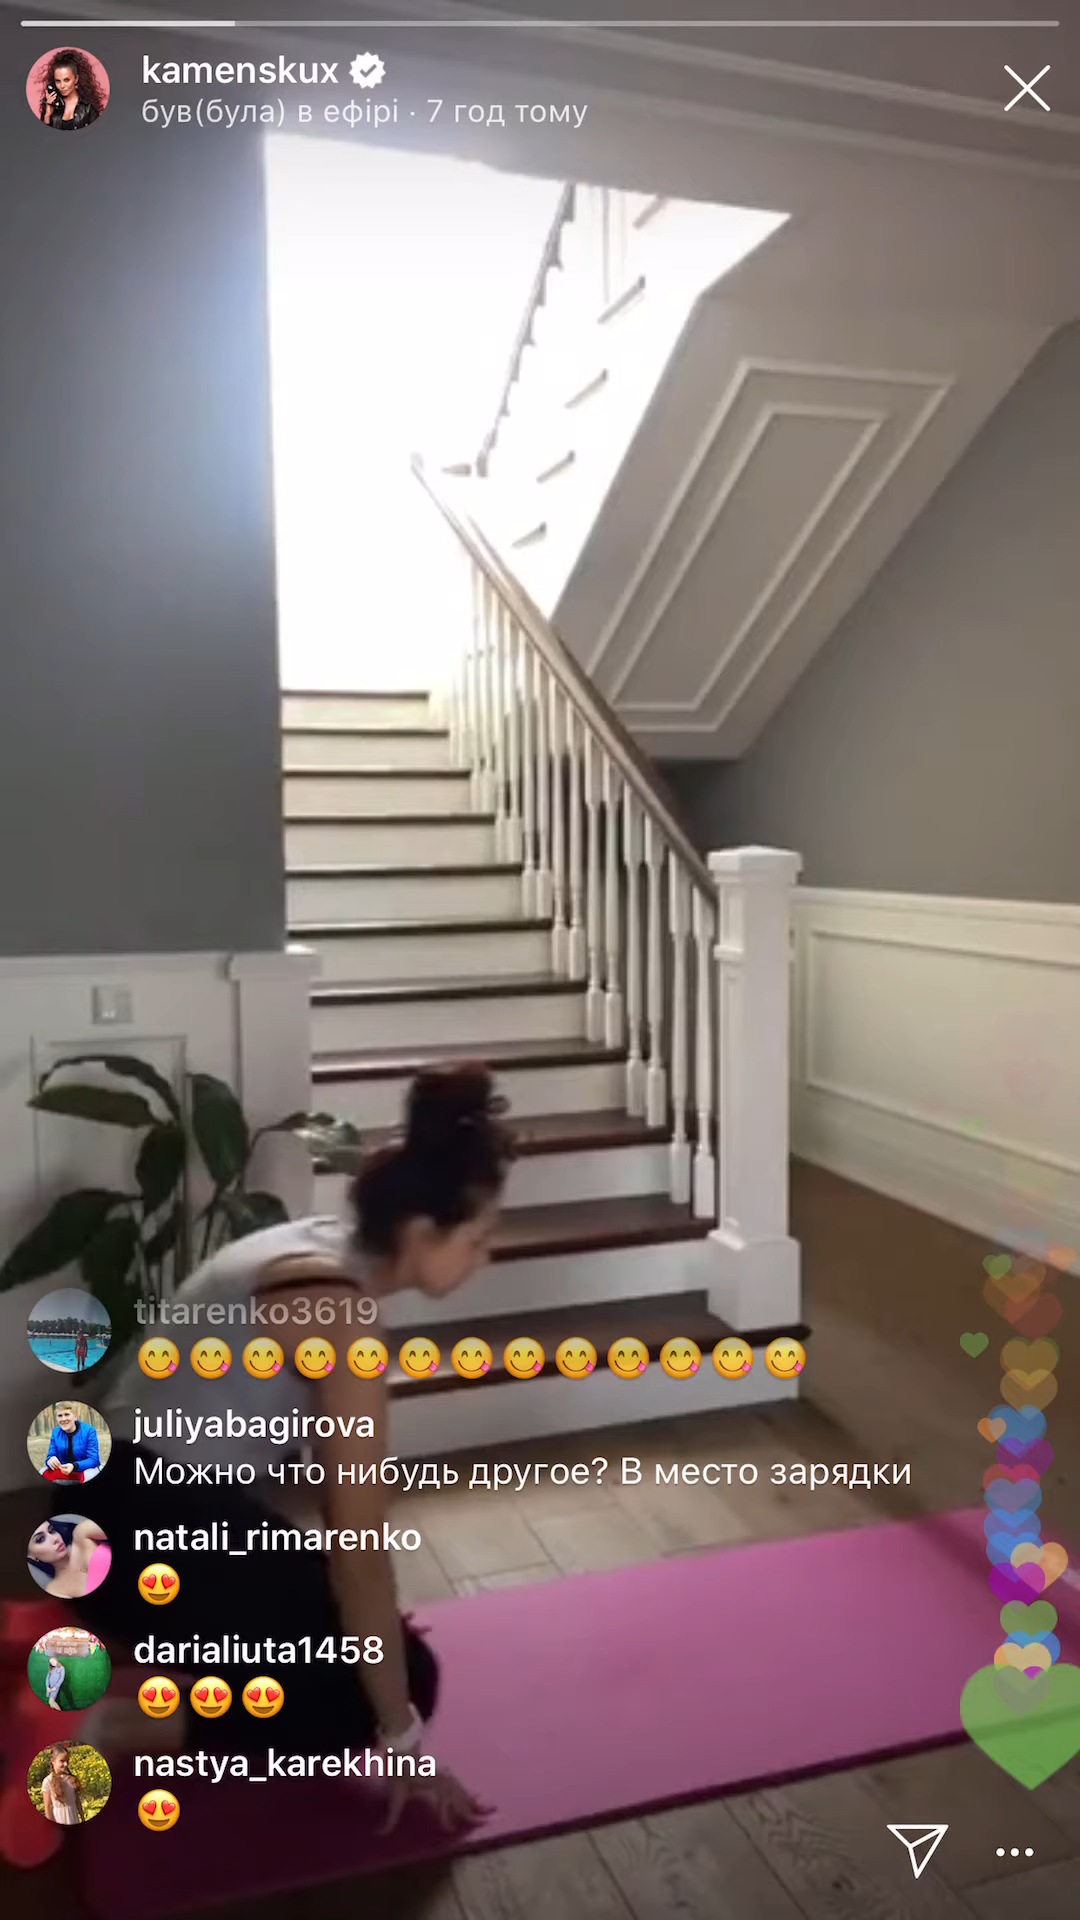 kamenskux
був(була) в ефірі · 7 год тому
titarenko3619
😋😋😋😋😋😋😋😋😋😋😋😋😋
juliyabagirova
Можно что нибудь другое? В место зарядки
natali_rimarenko
😍
darialiuta1458
😍😍😍
nastya_karekhina
😍